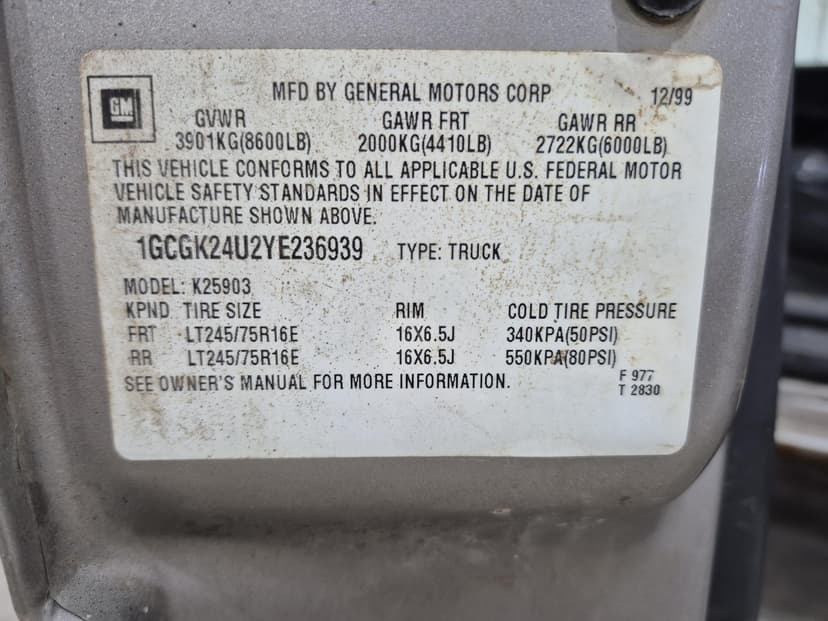 GM
MFD BY GENERAL MOTORS CORP 12/99
GVWR GAWR FRT GAWR RR
3901KG(8600LB) 2000KG(4410LB) 2722KG(6000LB)
THIS VEHICLE CONFORMS TO ALL APPLICABLE U.S. FEDERAL MOTOR
VEHICLE SAFETY STANDARDS IN EFFECT ON THE DATE OF
MANUFACTURE SHOWN ABOVE.
1GCGK24U2YE236939 TYPE: TRUCK
MODEL: K25903
KPND TIRE SIZE RIM COLD TIRE PRESSURE
FRT LT245/75R16E 16X6.5J 340KPA(50PSI)
RR LT245/75R16E 16X6.5J 550KPA(80PSI)
SEE OWNER'S MANUAL FOR MORE INFORMATION. F 977
T 2830